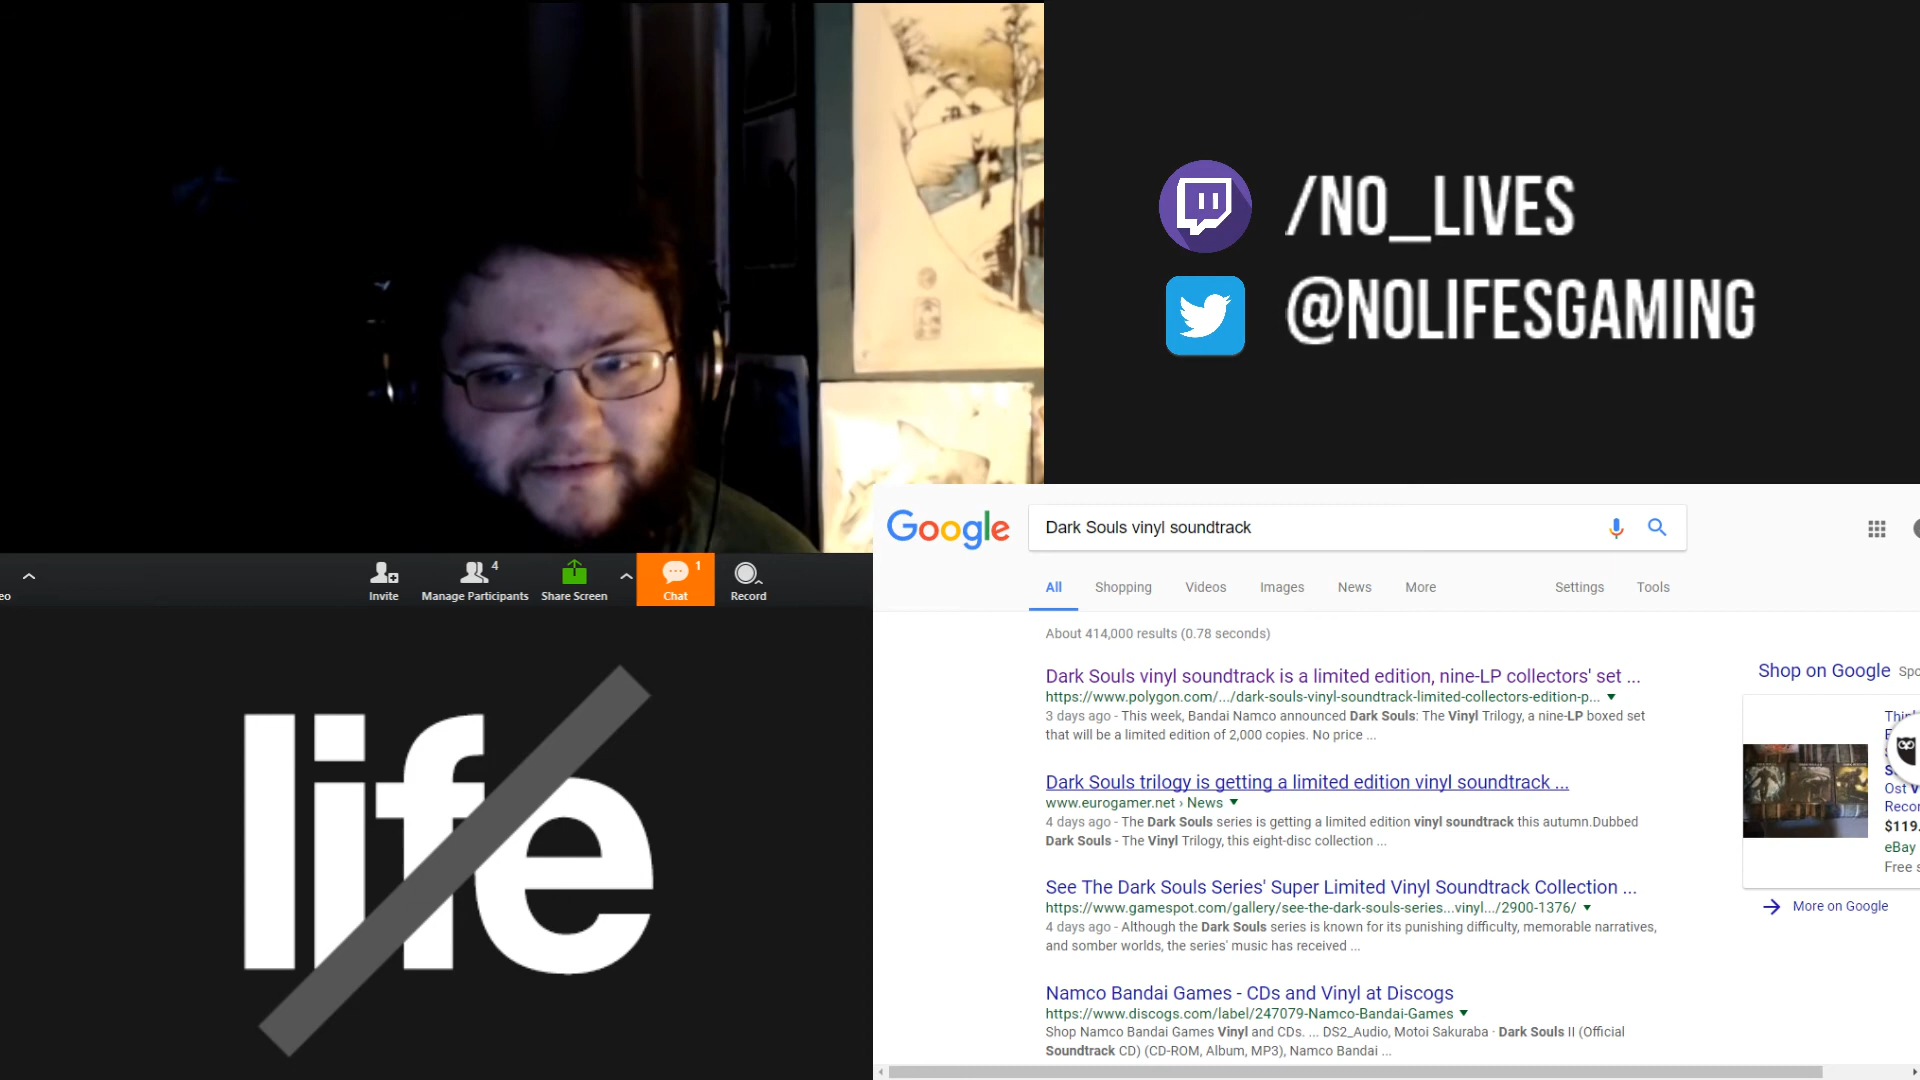 /NO_LIVES
@NOLIFESGAMING
eo
Invite
4
Manage Participants
Share Screen
1
Chat
Record
life
Google
Dark Souls vinyl soundtrack
All Shopping Videos Images News More Settings Tools
About 414,000 results (0.78 seconds)
Dark Souls vinyl soundtrack is a limited edition, nine-LP collectors' set ...
https://www.polygon.com/.../dark-souls-vinyl-soundtrack-limited-collectors-edition-p...
3 days ago - This week, Bandai Namco announced Dark Souls: The Vinyl Trilogy, a nine-LP boxed set
that will be a limited edition of 2,000 copies. No price ...
Dark Souls trilogy is getting a limited edition vinyl soundtrack ...
www.eurogamer.net › News
4 days ago - The Dark Souls series is getting a limited edition vinyl soundtrack this autumn.Dubbed
Dark Souls - The Vinyl Trilogy, this eight-disc collection ...
See The Dark Souls Series' Super Limited Vinyl Soundtrack Collection ...
https://www.gamespot.com/gallery/see-the-dark-souls-series...vinyl.../2900-1376/
4 days ago - Although the Dark Souls series is known for its punishing difficulty, memorable narratives,
and somber worlds, the series' music has received ...
Namco Bandai Games - CDs and Vinyl at Discogs
https://www.discogs.com/label/247079-Namco-Bandai-Games
Shop Namco Bandai Games Vinyl and CDs. ... DS2_Audio, Motoi Sakuraba · Dark Souls II (Official
Soundtrack CD) (CD-ROM, Album, MP3), Namco Bandai ...
Shop on Google
Ost
$119.
eBay
Free s
More on Google